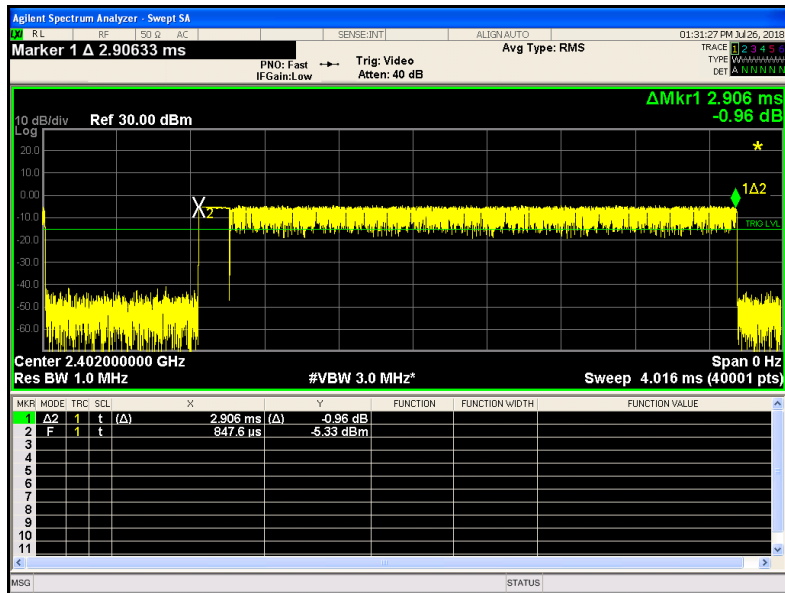 Agilent Spectrum Analyzer - Swept SA
LXI RL RF 50 Ω AC SENSE:INT ALIGN AUTO 01:31:27 PM Jul 26, 2018
Marker 1 Δ 2.90633 ms
Avg Type: RMS
TRACE 1 2 3 4 5 6
TYPE WWWWWW
DET A N N N N N
PNO: Fast Trig: Video
IFGain:Low Atten: 40 dB
ΔMkr1 2.906 ms
-0.96 dB
10 dB/div Ref 30.00 dBm
Log
20.0
10.0
0.00
-10.0
-20.0
-30.0
-40.0
-50.0
-60.0
*
1Δ2
X2
TRIG LVL
Center 2.402000000 GHz Span 0 Hz
Res BW 1.0 MHz #VBW 3.0 MHz* Sweep 4.016 ms (40001 pts)
MKR MODE TRC SCL X Y FUNCTION FUNCTION WIDTH FUNCTION VALUE
1 Δ2 1 t (Δ) 2.906 ms (Δ) -0.96 dB
2 F 1 t 847.6 µs -5.33 dBm
3
4
5
6
7
8
9
10
11
MSG STATUS